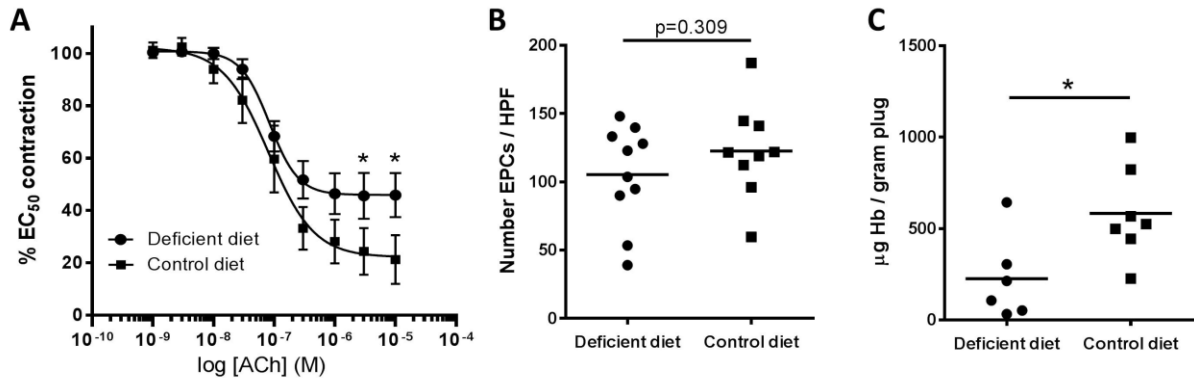 A
% EC50 contraction
100
80
60
40
20
0
* *
Deficient diet
Control diet
10-10 10-9 10-8 10-7 10-6 10-5 10-4
log [ACh] (M)
B
p=0.309
Number EPCs / HPF
200
150
100
50
0
Deficient diet Control diet
C
*
μg Hb / gram plug
1500
1000
500
0
Deficient diet Control diet